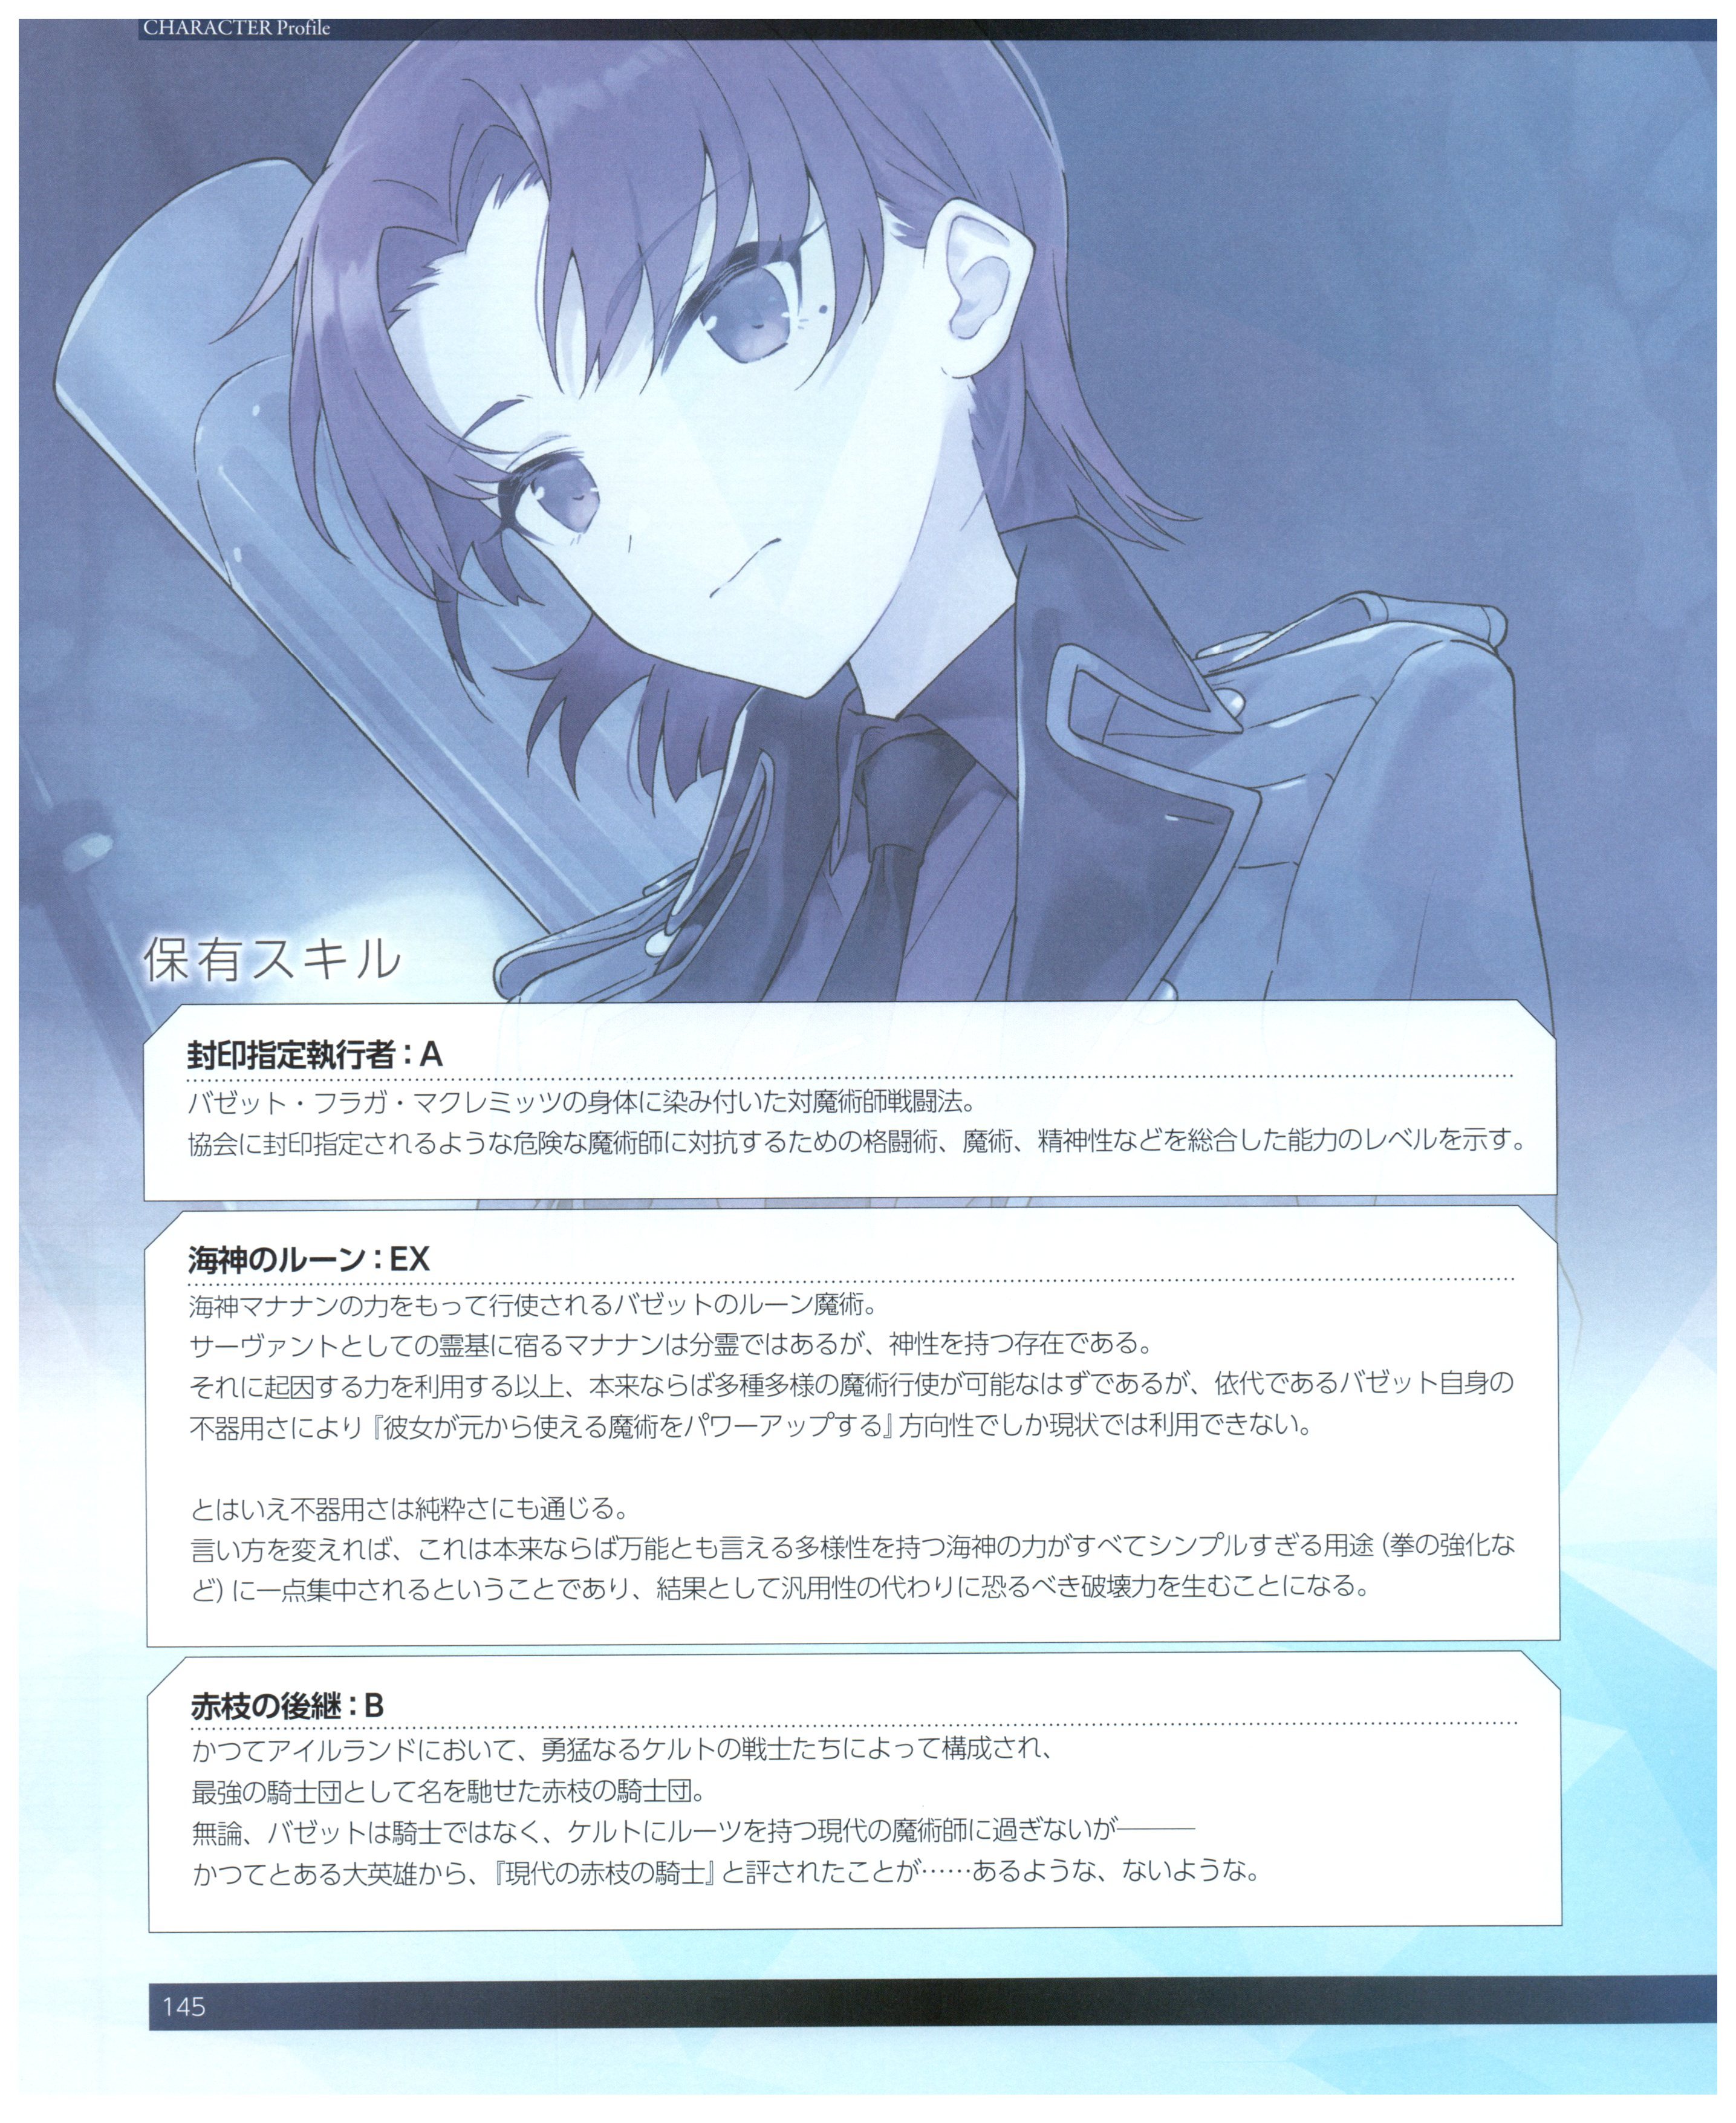 CHARACTER Profile
保有スキル
封印指定執行者：A
バゼット・フラガ・マクレミッツの身体に染み付いた対魔術師戦闘法。
協会に封印指定されるような危険な魔術師に対抗するための格闘術、魔術、精神性などを総合した能力のレベルを示す。
海神のルーン：EX
海神マナナンの力をもって行使されるバゼットのルーン魔術。
サーヴァントとしての霊基に宿るマナナンは分霊ではあるが、神性を持つ存在である。
それに起因する力を利用する以上、本来ならば多種多様の魔術行使が可能なはずであるが、依代であるバゼット自身の
不器用さにより『彼女が元から使える魔術をパワーアップする』方向性でしか現状では利用できない。
とはいえ不器用さは純粋さにも通じる。
言い方を変えれば、これは本来ならば万能とも言える多様性を持つ海神の力がすべてシンプルすぎる用途（拳の強化な
ど）に一点集中されるということであり、結果として汎用性の代わりに恐るべき破壊力を生むことになる。
赤枝の後継：B
かつてアイルランドにおいて、勇猛なるケルトの戦士たちによって構成され、
最強の騎士団として名を馳せた赤枝の騎士団。
無論、バゼットは騎士ではなく、ケルトにルーツを持つ現代の魔術師に過ぎないが───
かつてとある大英雄から、『現代の赤枝の騎士』と評されたことが……あるような、ないような。
145